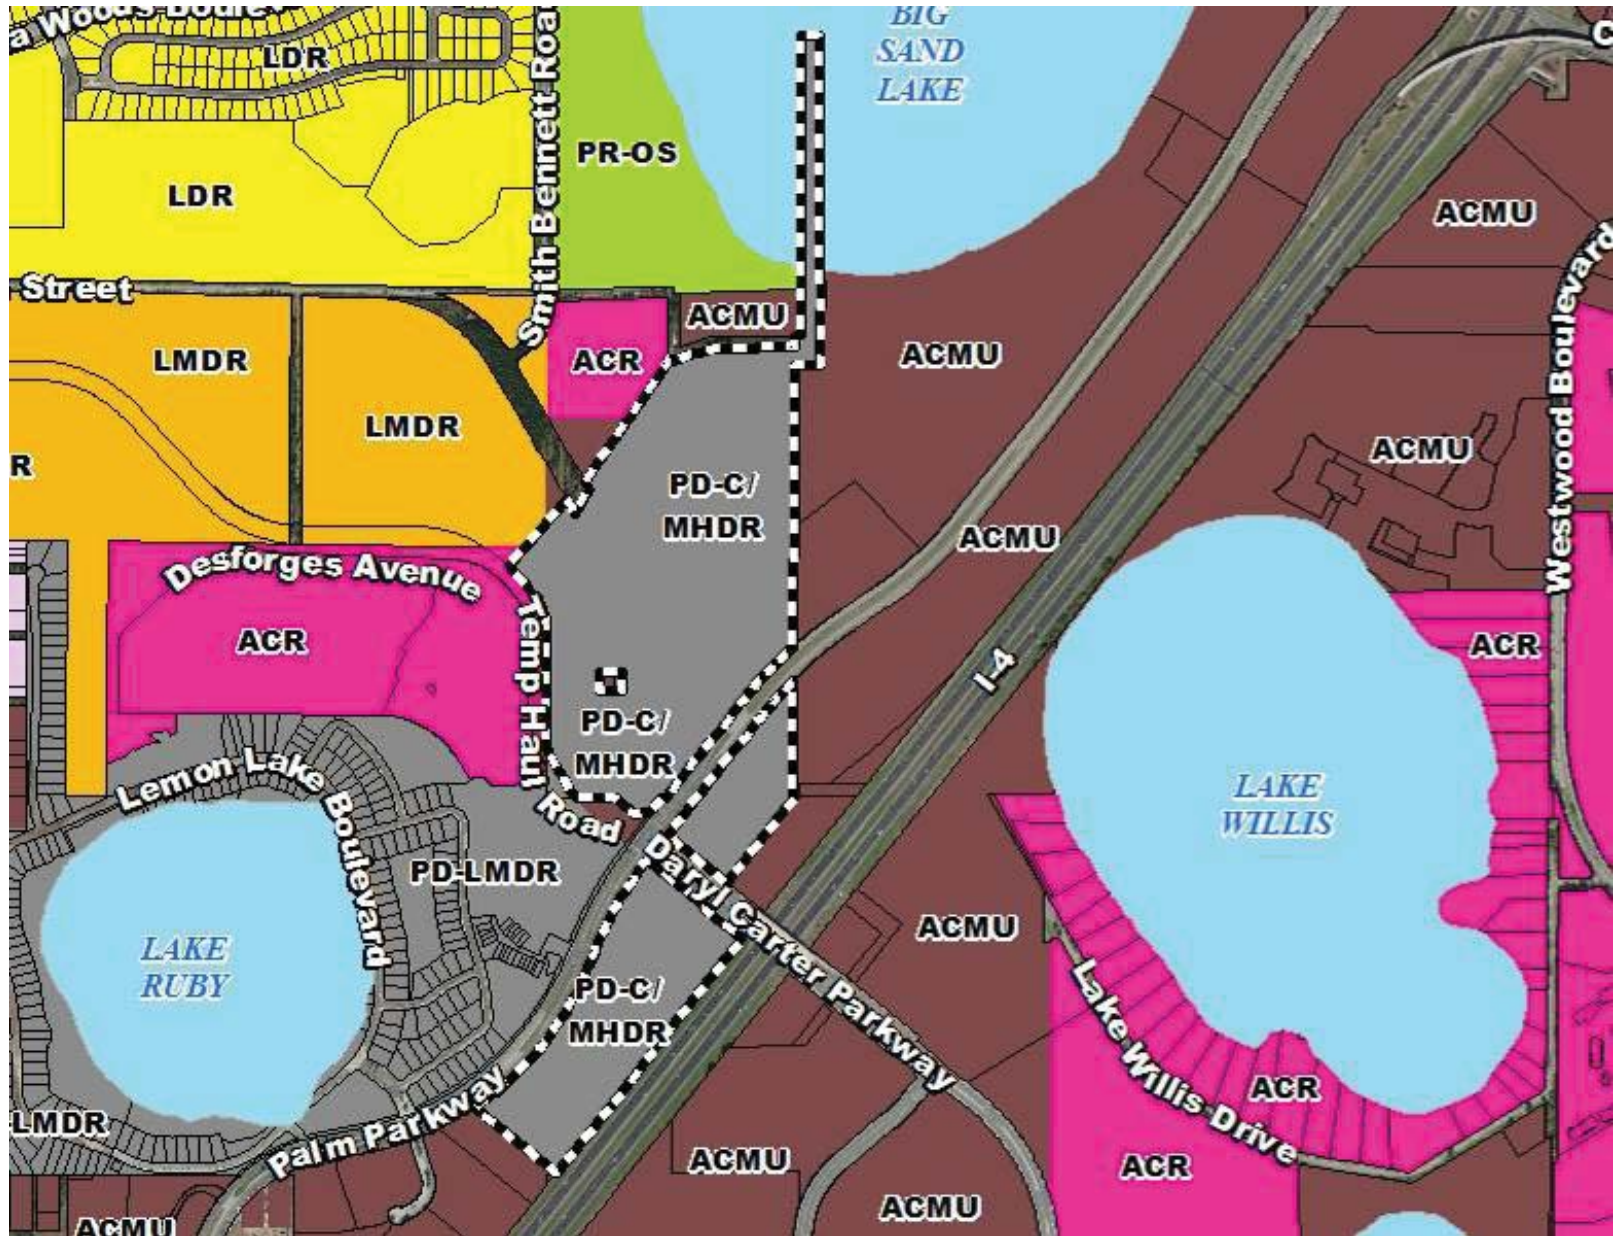 a Woods Boulev
LDR
BIG
SAND
LAKE
C
Smith Bennett Roa
PR-OS
LDR
ACMU
Westwood Boulevard
Street
ACMU
LMDR
ACR
ACMU
LMDR
ACMU
R
PD-C/
MHDR
ACMU
Desforges Avenue
Temp Haul Road
ACR
ACR
I-4
PD-C/
MHDR
Lemon Lake Boulevard
LAKE
WILLIS
Daryl Carter Parkway
PD-LMDR
ACMU
LAKE
RUBY
PD-C/
MHDR
Lake Willis Drive
ACR
LMDR
Palm Parkway
ACMU
ACR
ACMU
ACMU